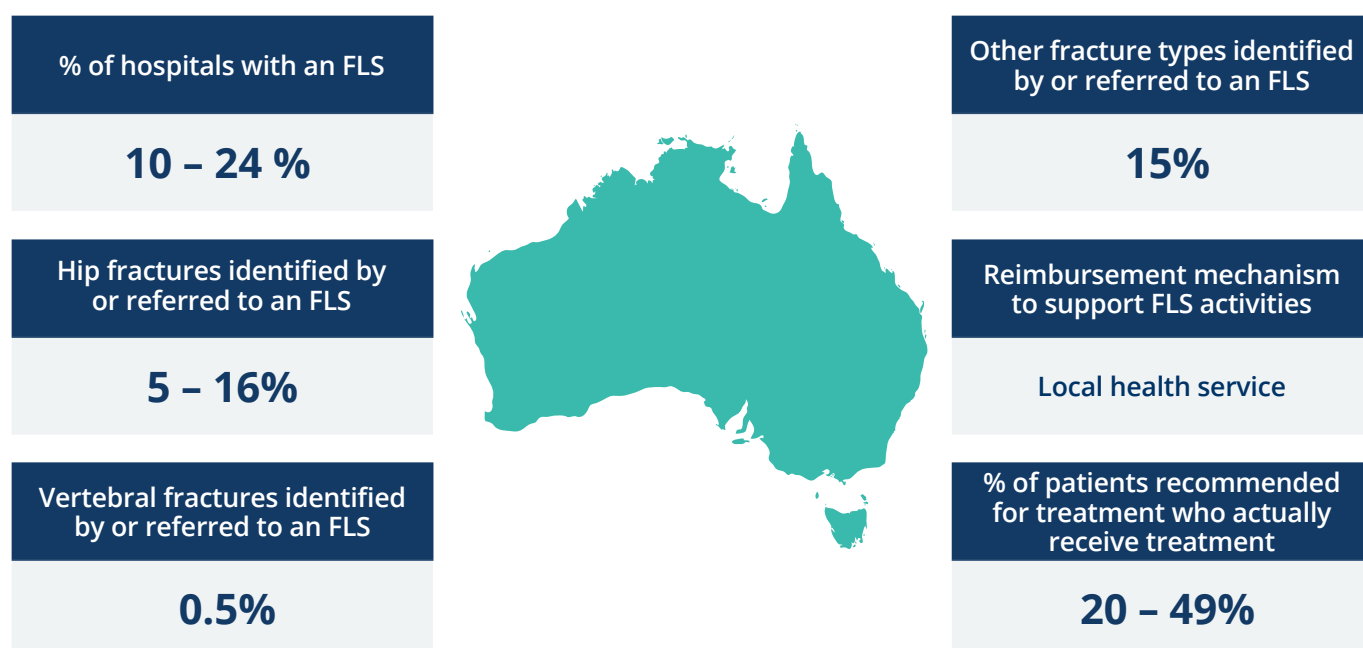 % of hospitals with an FLS
10 – 24 %
Hip fractures identified by
or referred to an FLS
5 – 16%
Vertebral fractures identified
by or referred to an FLS
0.5%
Other fracture types identified
by or referred to an FLS
15%
Reimbursement mechanism
to support FLS activities
Local health service
% of patients recommended
for treatment who actually
receive treatment
20 – 49%